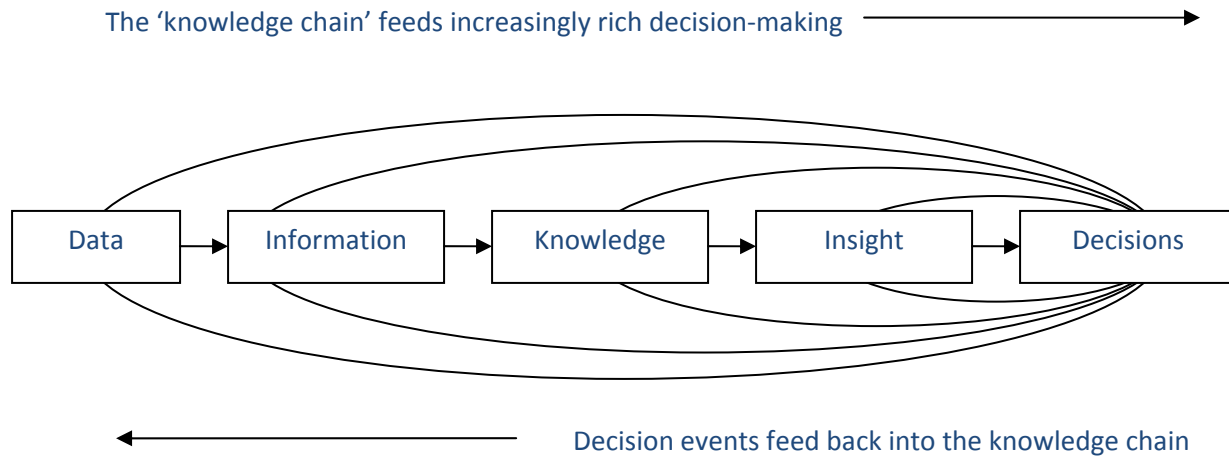 The ‘knowledge chain’ feeds increasingly rich decision-making
Data
Information
Knowledge
Insight
Decisions
Decision events feed back into the knowledge chain